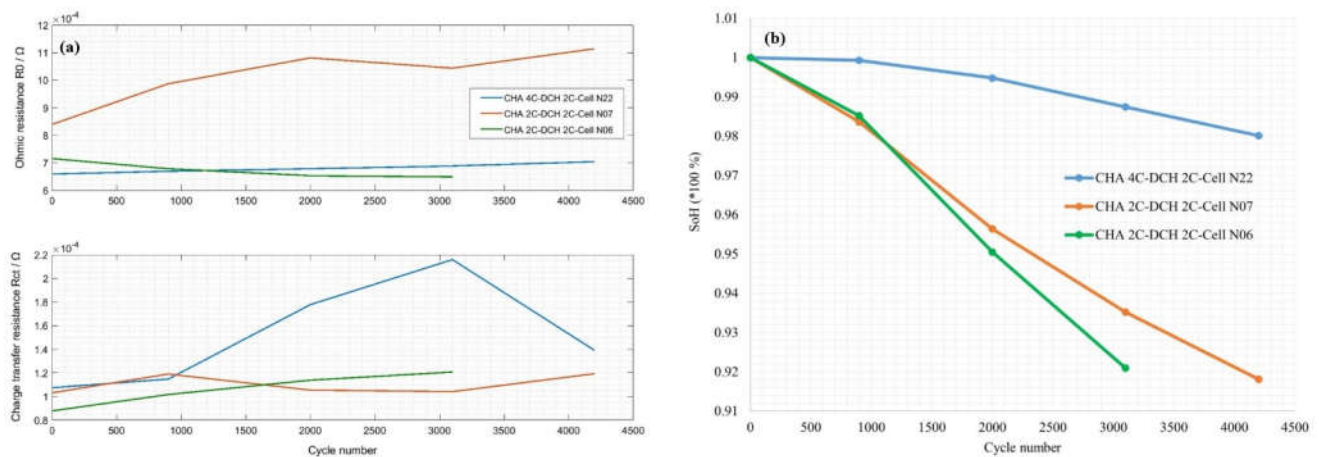 ×10⁻⁴
12
11
10
9
8
7
6
(a)
Ohmic resistance R0 / Ω
CHA 4C-DCH 2C-Cell N22
CHA 2C-DCH 2C-Cell N07
CHA 2C-DCH 2C-Cell N06
0 500 1000 1500 2000 2500 3000 3500 4000 4500
×10⁻⁴
2.2
2
1.8
1.6
1.4
1.2
1
0.8
Charge transfer resistance Rct / Ω
0 500 1000 1500 2000 2500 3000 3500 4000 4500
Cycle number
1.01
1
0.99
0.98
0.97
0.96
0.95
0.94
0.93
0.92
0.91
(b)
SoH (*100 %)
CHA 4C-DCH 2C-Cell N22
CHA 2C-DCH 2C-Cell N07
CHA 2C-DCH 2C-Cell N06
0 500 1000 1500 2000 2500 3000 3500 4000 4500
Cycle number